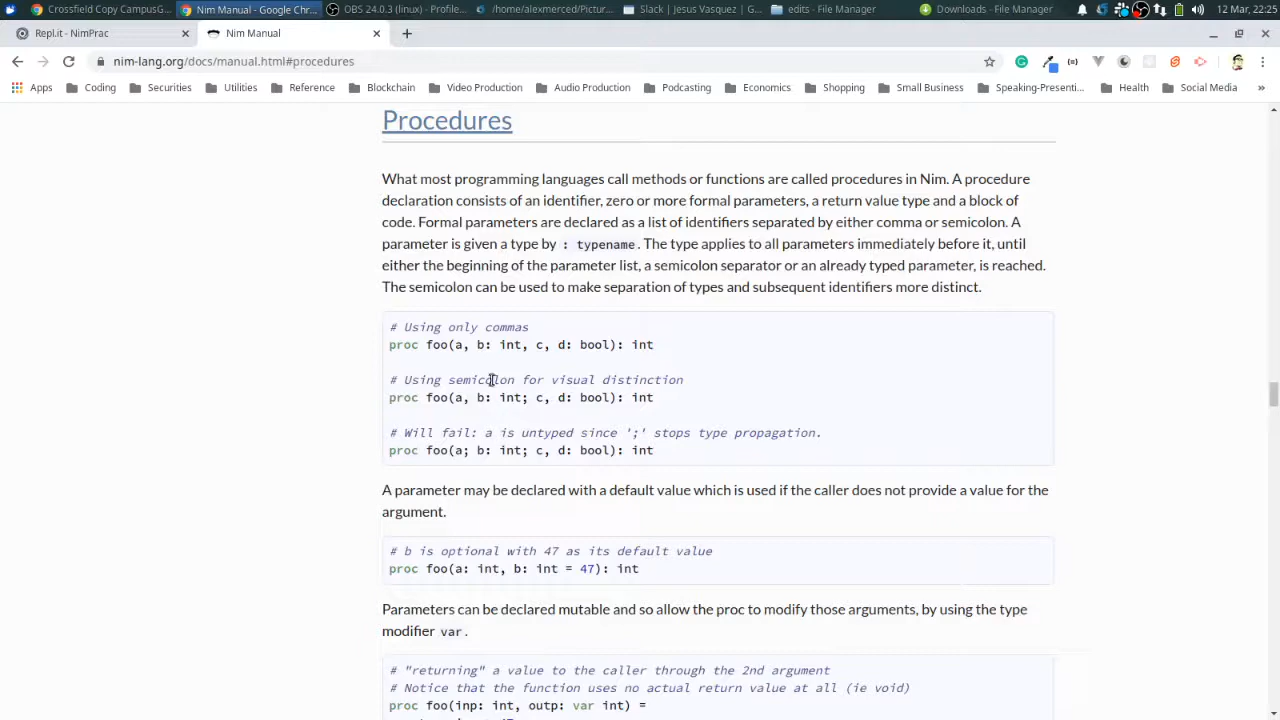 Crossfield Copy CampusG...
Nim Manual - Google Chr...
OBS 24.0.3 (linux) - Profile...
/home/alexmerced/Pictur...
Slack | Jesus Vasquez | G...
edits - File Manager
Downloads - File Manager
12 Mar, 22:25
Repl.it - NimPrac
Nim Manual
nim-lang.org/docs/manual.html#procedures
Apps
Coding
Securities
Utilities
Reference
Blockchain
Video Production
Audio Production
Podcasting
Economics
Shopping
Small Business
Speaking-Presenti...
Health
Social Media
»
Procedures
What most programming languages call methods or functions are called procedures in Nim. A procedure
declaration consists of an identifier, zero or more formal parameters, a return value type and a block of
code. Formal parameters are declared as a list of identifiers separated by either comma or semicolon. A
parameter is given a type by : typename. The type applies to all parameters immediately before it, until
either the beginning of the parameter list, a semicolon separator or an already typed parameter, is reached.
The semicolon can be used to make separation of types and subsequent identifiers more distinct.
# Using only commas
proc foo(a, b: int, c, d: bool): int
# Using semicolon for visual distinction
proc foo(a, b: int; c, d: bool): int
# Will fail: a is untyped since ';' stops type propagation.
proc foo(a; b: int; c, d: bool): int
A parameter may be declared with a default value which is used if the caller does not provide a value for the
argument.
# b is optional with 47 as its default value
proc foo(a: int, b: int = 47): int
Parameters can be declared mutable and so allow the proc to modify those arguments, by using the type
modifier var.
# "returning" a value to the caller through the 2nd argument
# Notice that the function uses no actual return value at all (ie void)
proc foo(inp: int, outp: var int) =